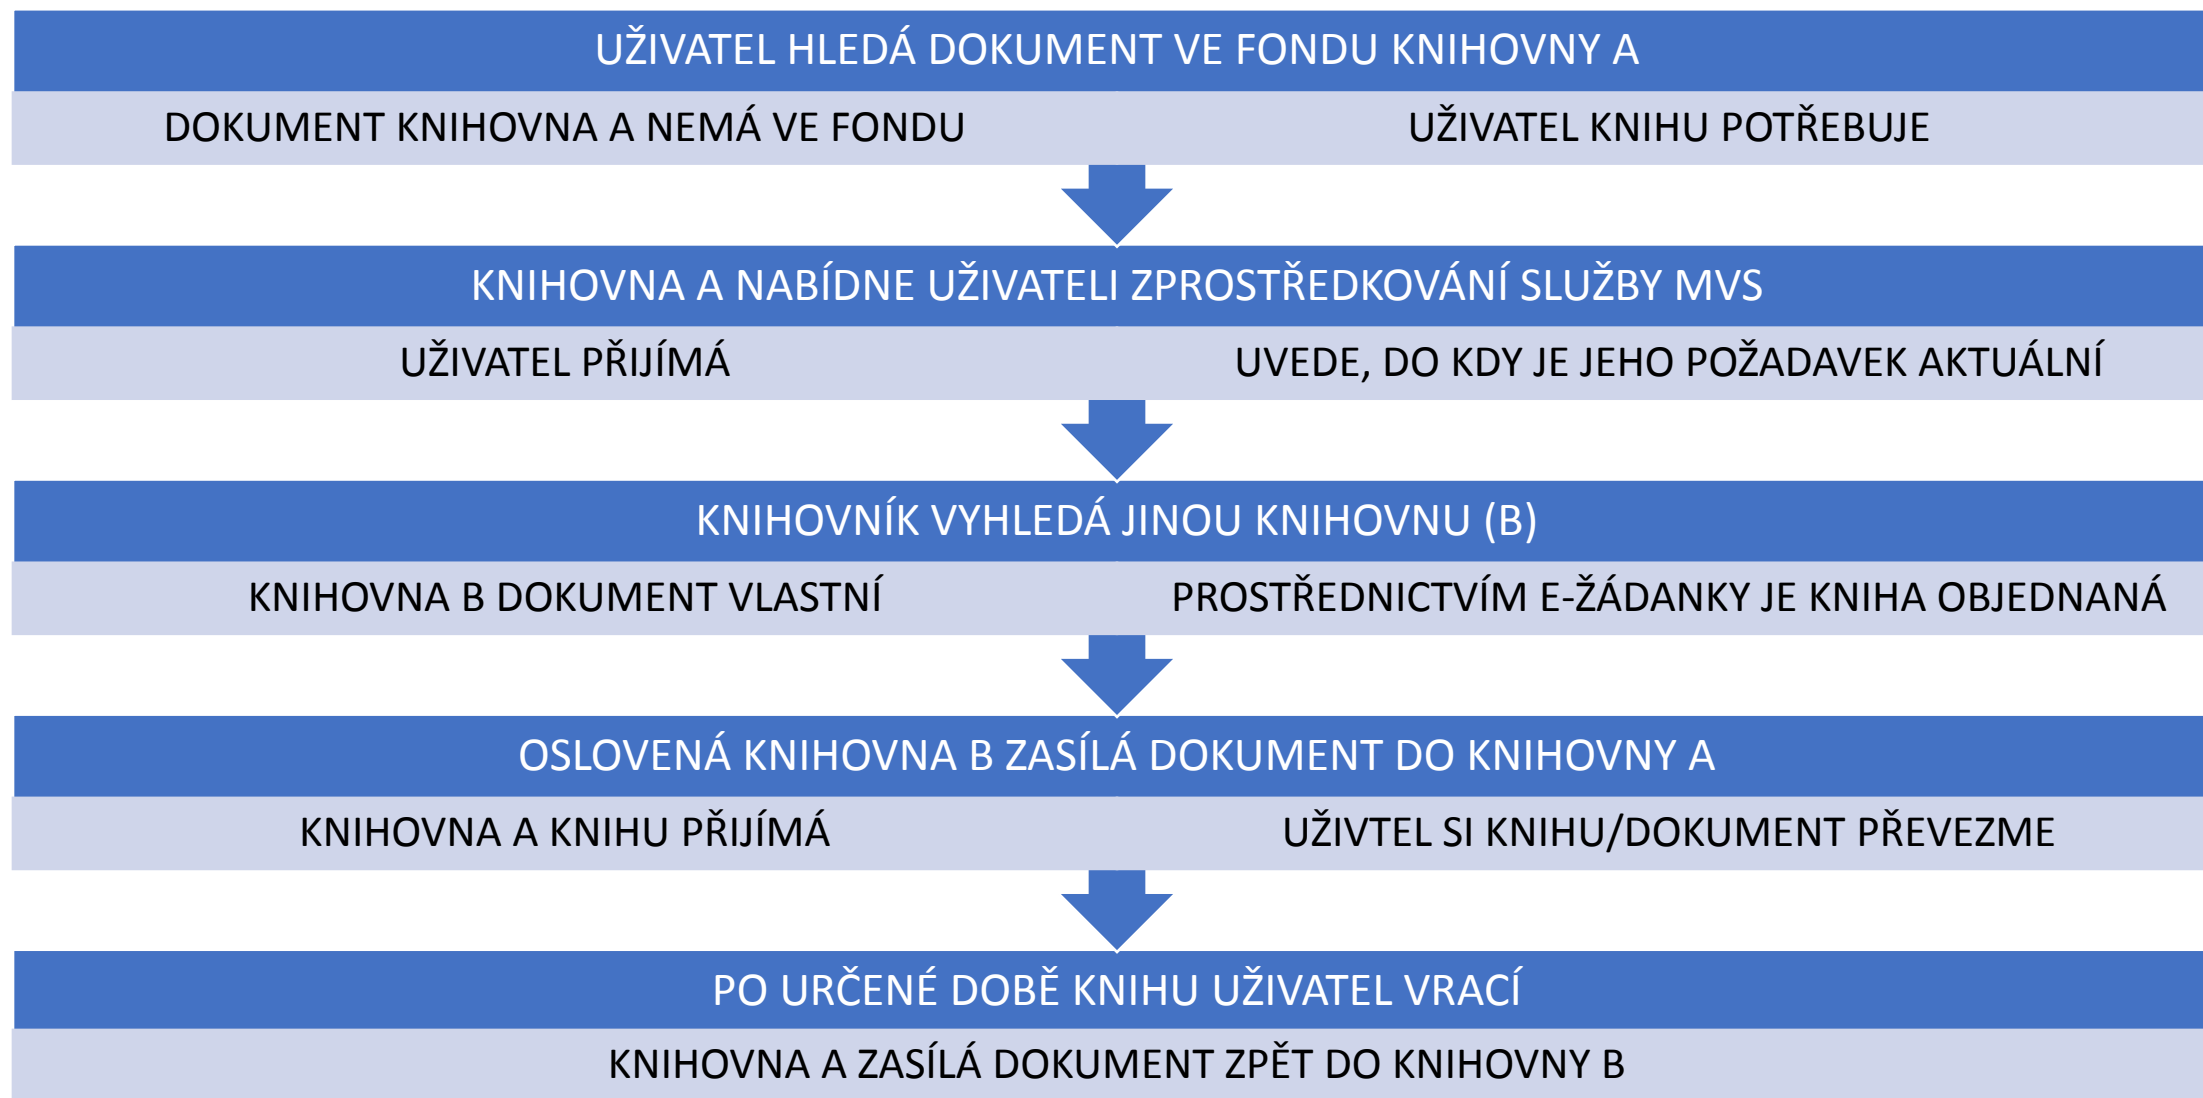 UŽIVATEL HLEDÁ DOKUMENT VE FONDU KNIHOVNY A
DOKUMENT KNIHOVNA A NEMÁ VE FONDU
UŽIVATEL KNIHU POTŘEBUJE
KNIHOVNA A NABÍDNE UŽIVATELI ZPROSTŘEDKOVÁNÍ SLUŽBY MVS
UŽIVATEL PŘIJÍMÁ
UVEDE, DO KDY JE JEHO POŽADAVEK AKTUÁLNÍ
KNIHOVNÍK VYHLEDÁ JINOU KNIHOVNU (B)
KNIHOVNA B DOKUMENT VLASTNÍ
PROSTŘEDNICTVÍM E-ŽÁDANKY JE KNIHA OBJEDNANÁ
OSLOVENÁ KNIHOVNA B ZASÍLÁ DOKUMENT DO KNIHOVNY A
KNIHOVNA A KNIHU PŘIJÍMÁ
UŽIVTEL SI KNIHU/DOKUMENT PŘEVEZME
PO URČENÉ DOBĚ KNIHU UŽIVATEL VRACÍ
KNIHOVNA A ZASÍLÁ DOKUMENT ZPĚT DO KNIHOVNY B